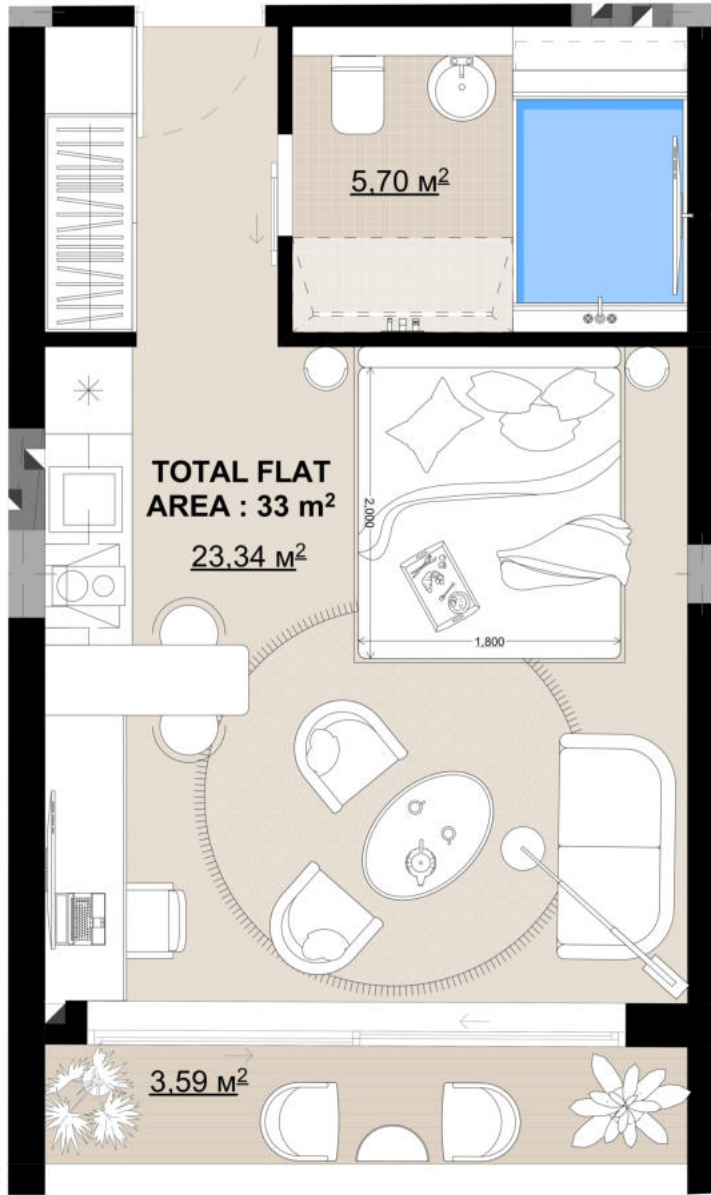 5,70 м²
TOTAL FLAT
AREA : 33 m²
23,34 м²
2,000
1,800
3,59 м²